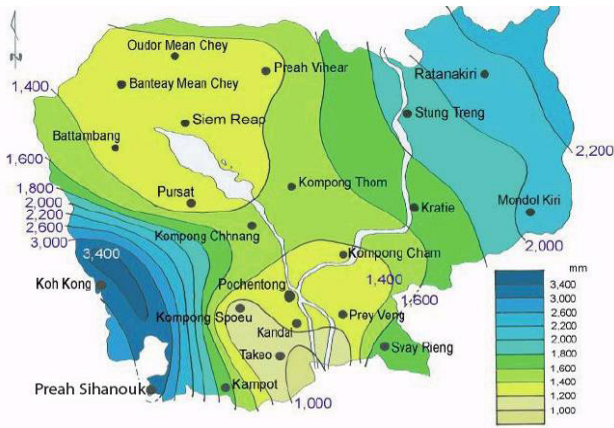 Z
Oudor Mean Chey
Banteay Mean Chey
Preah Vihear
Ratanakiri
1,400
Siem Reap
Stung Treng
Battambang
2,200
1,600
Kompong Thom
1,800
Pursat
2,000
Kratie
Mondol Kiri
2,200
2,600
Kompong Chhnang
3,000
2,000
3,400
Kompong Cham
mm
Koh Kong
Pochentong
1,400
1,600
3,400
3,000
2,600
2,200
2,000
1,800
1,600
1,400
1,200
1,000
Kompong Spoeu
Prey Veng
Kandal
Takeo
Svay Rieng
Preah Sihanouk
Kampot
1,000